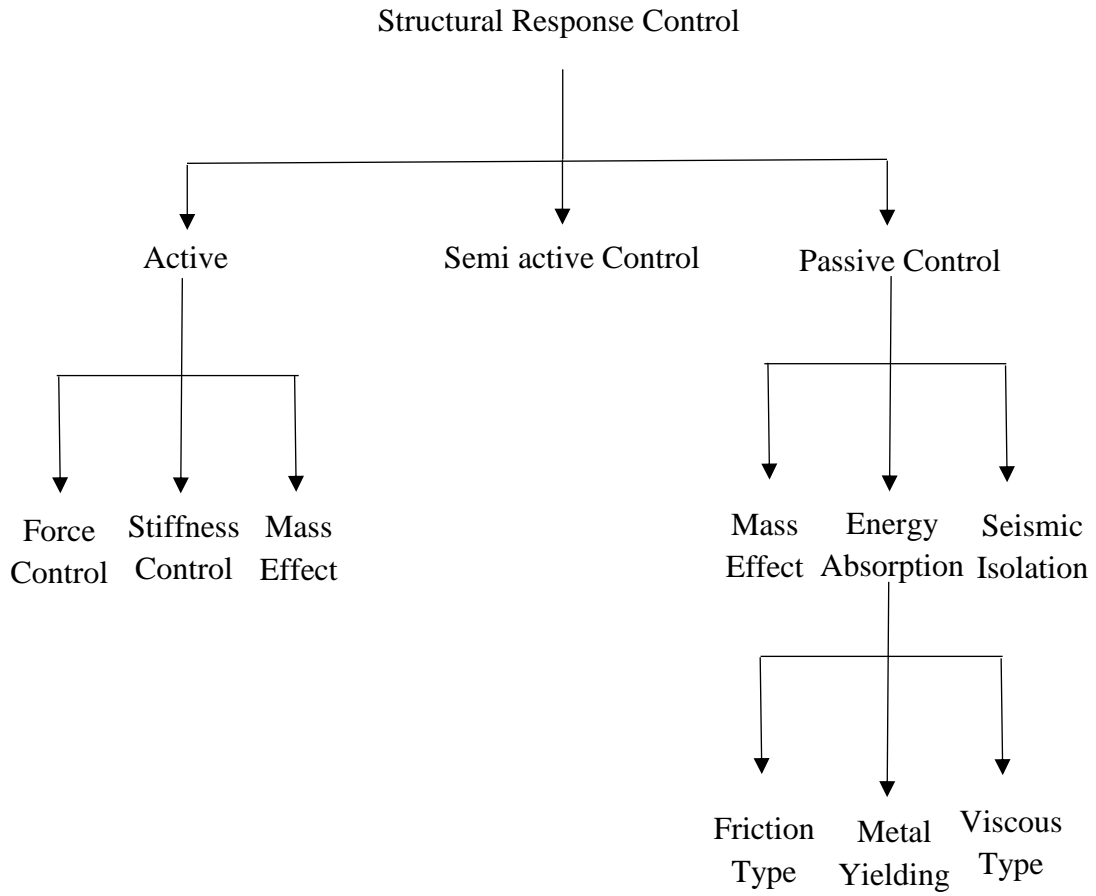 Structural Response Control
Active
Semi active Control
Passive Control
Force
Control
Stiffness
Control
Mass
Effect
Mass
Effect
Energy
Absorption
Seismic
Isolation
Friction
Type
Metal
Yielding
Viscous
Type